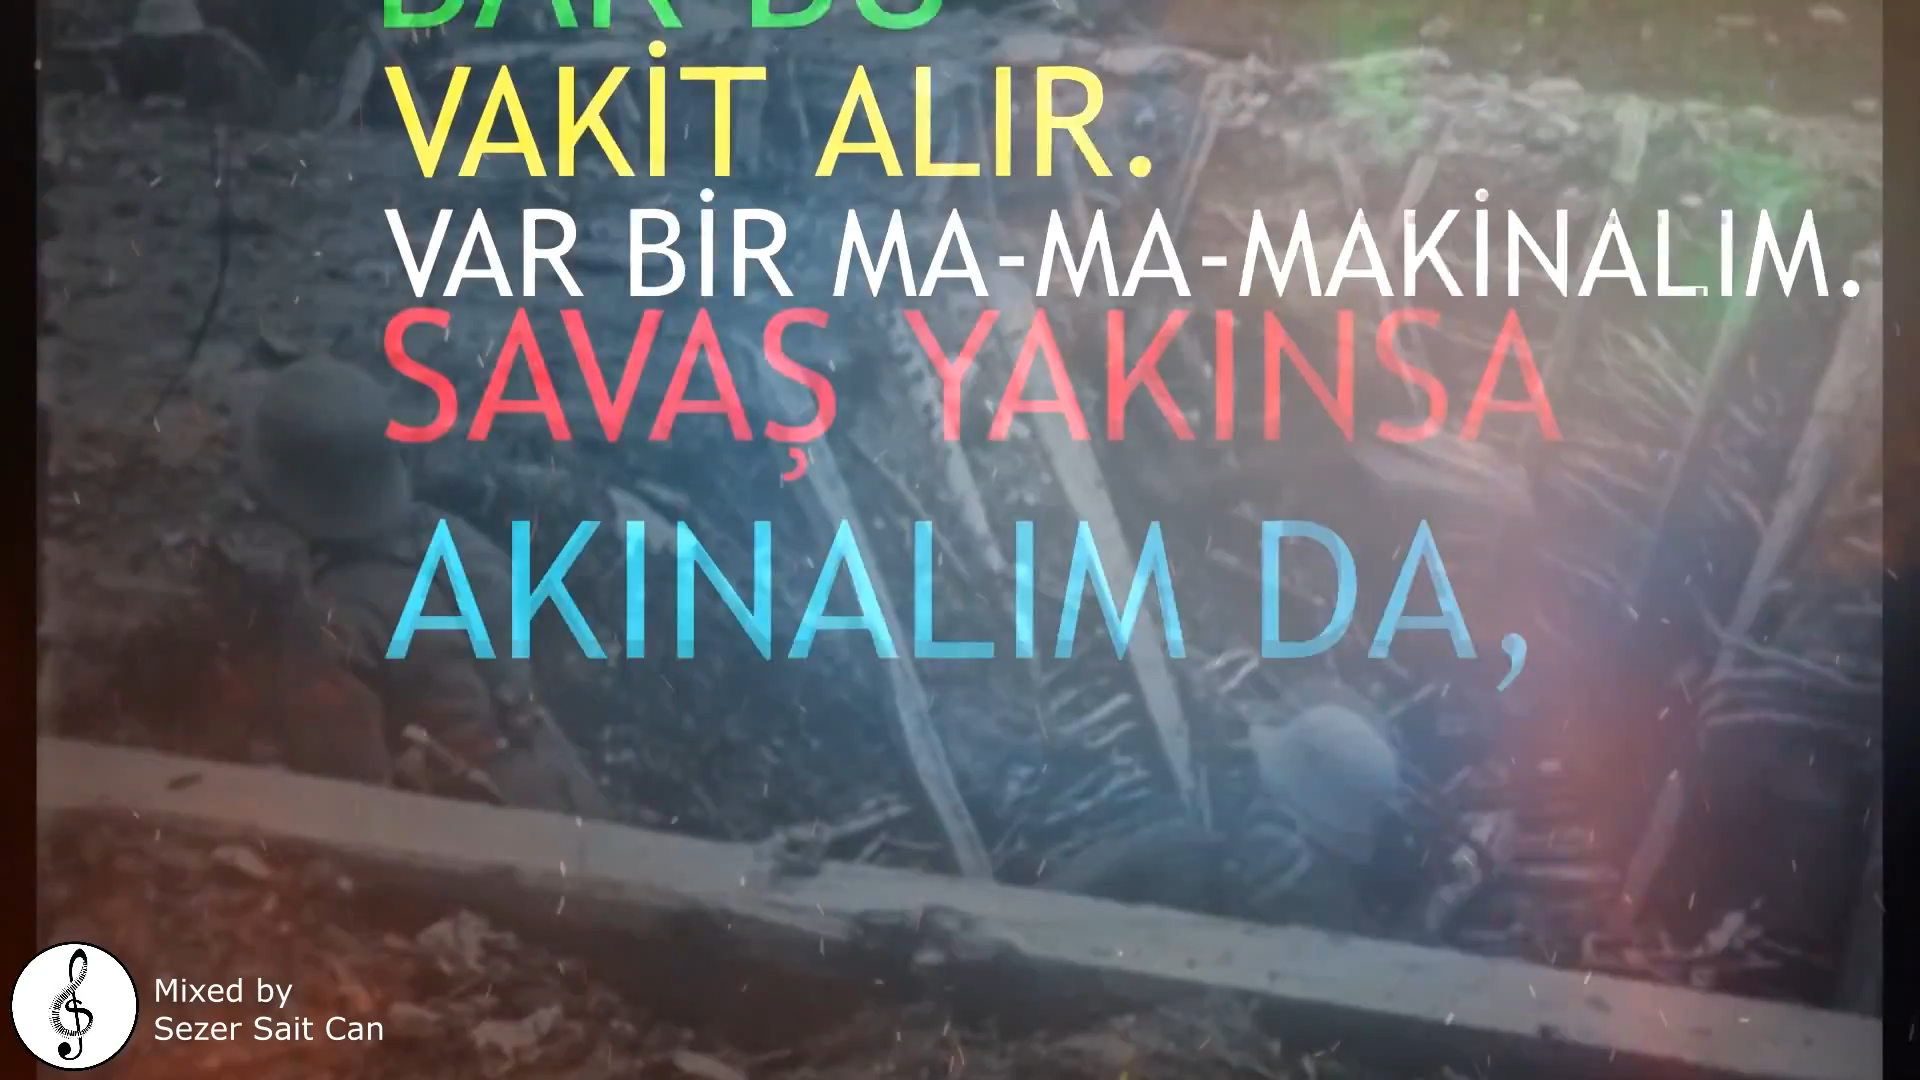 VAKİT ALIR.
VAR BİR MA-MA-MAKİNALIM.
SAVAŞ YAKINSA
AKINALIM DA,
Mixed by
Sezer Sait Can